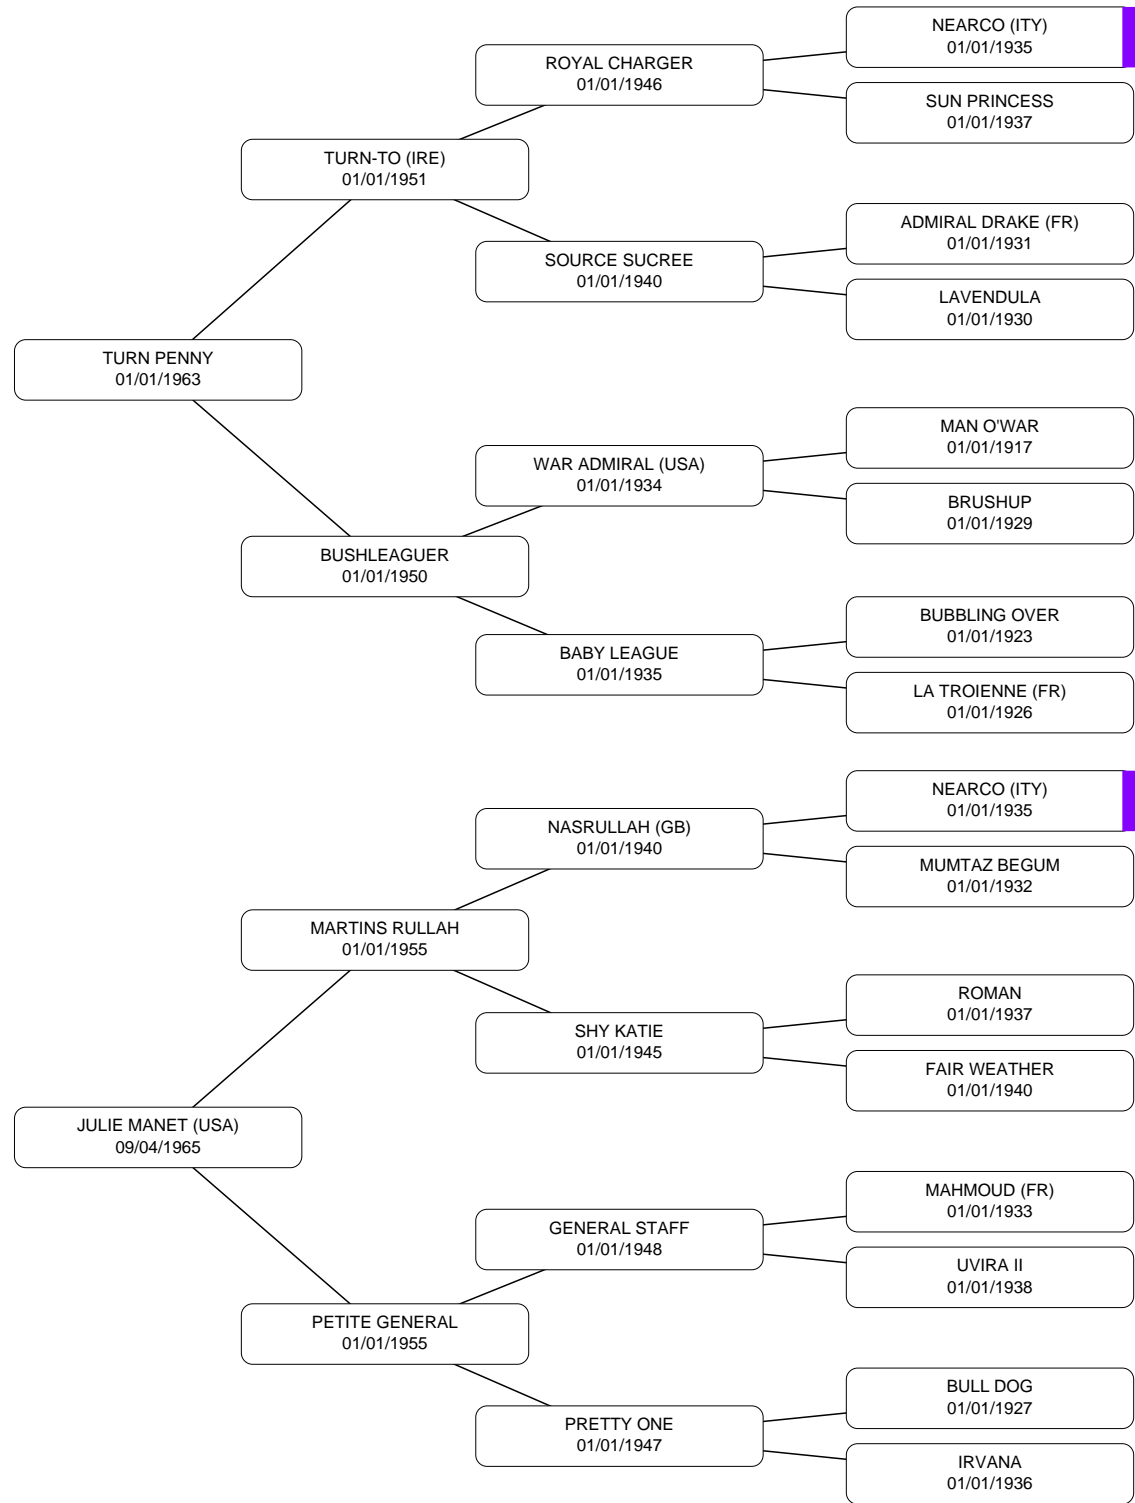 NEARCO (ITY)
01/01/1935
ROYAL CHARGER
01/01/1946
SUN PRINCESS
01/01/1937
TURN-TO (IRE)
01/01/1951
ADMIRAL DRAKE (FR)
01/01/1931
SOURCE SUCREE
01/01/1940
LAVENDULA
01/01/1930
TURN PENNY
01/01/1963
MAN O'WAR
01/01/1917
WAR ADMIRAL (USA)
01/01/1934
BRUSHUP
01/01/1929
BUSHLEAGUER
01/01/1950
BUBBLING OVER
01/01/1923
BABY LEAGUE
01/01/1935
LA TROIENNE (FR)
01/01/1926
NEARCO (ITY)
01/01/1935
NASRULLAH (GB)
01/01/1940
MUMTAZ BEGUM
01/01/1932
MARTINS RULLAH
01/01/1955
ROMAN
01/01/1937
SHY KATIE
01/01/1945
FAIR WEATHER
01/01/1940
JULIE MANET (USA)
09/04/1965
MAHMOUD (FR)
01/01/1933
GENERAL STAFF
01/01/1948
UVIRA II
01/01/1938
PETITE GENERAL
01/01/1955
BULL DOG
01/01/1927
PRETTY ONE
01/01/1947
IRVANA
01/01/1936